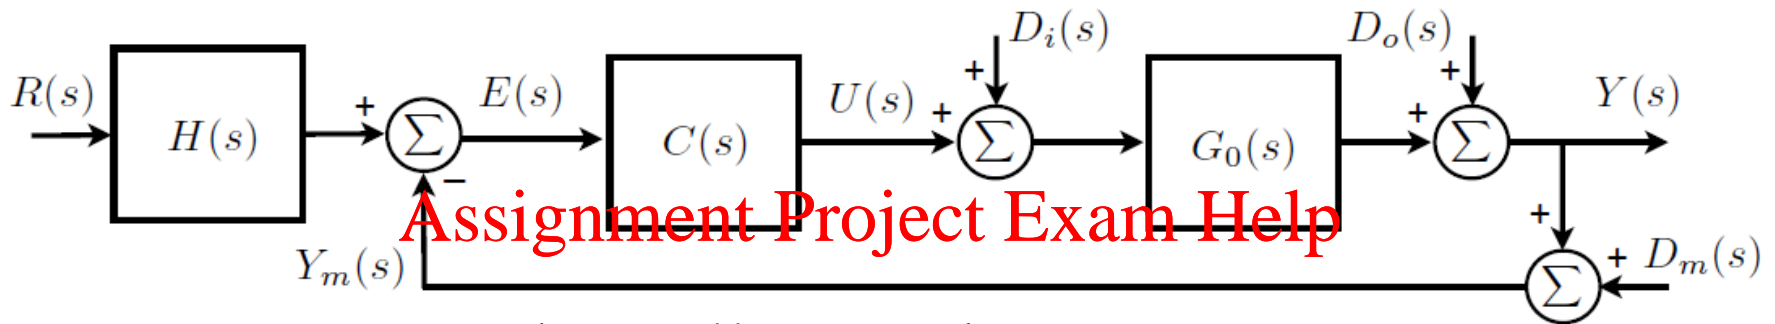 R(s)
H(s)
+
Σ
−
E(s)
C(s)
U(s)
+
Σ
+
D_i(s)
G_0(s)
+
Σ
+
D_o(s)
Y(s)
+
Σ
+ D_m(s)
Y_m(s)
Assignment Project Exam Help